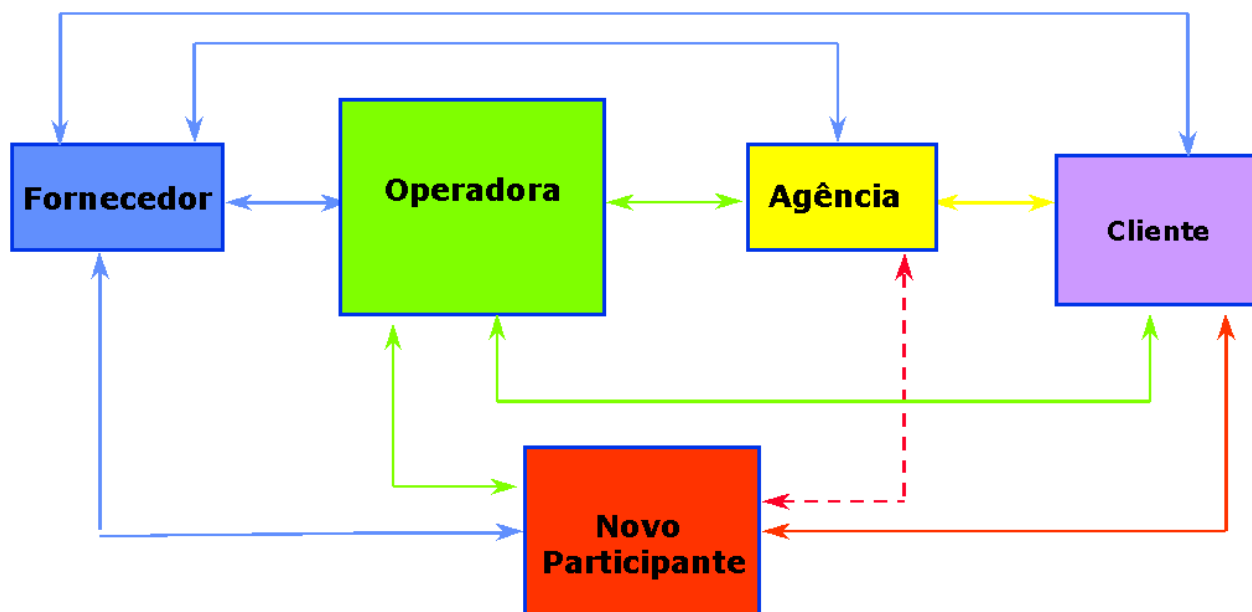 Fornecedor
Operadora
Agência
Cliente
Novo
Participante